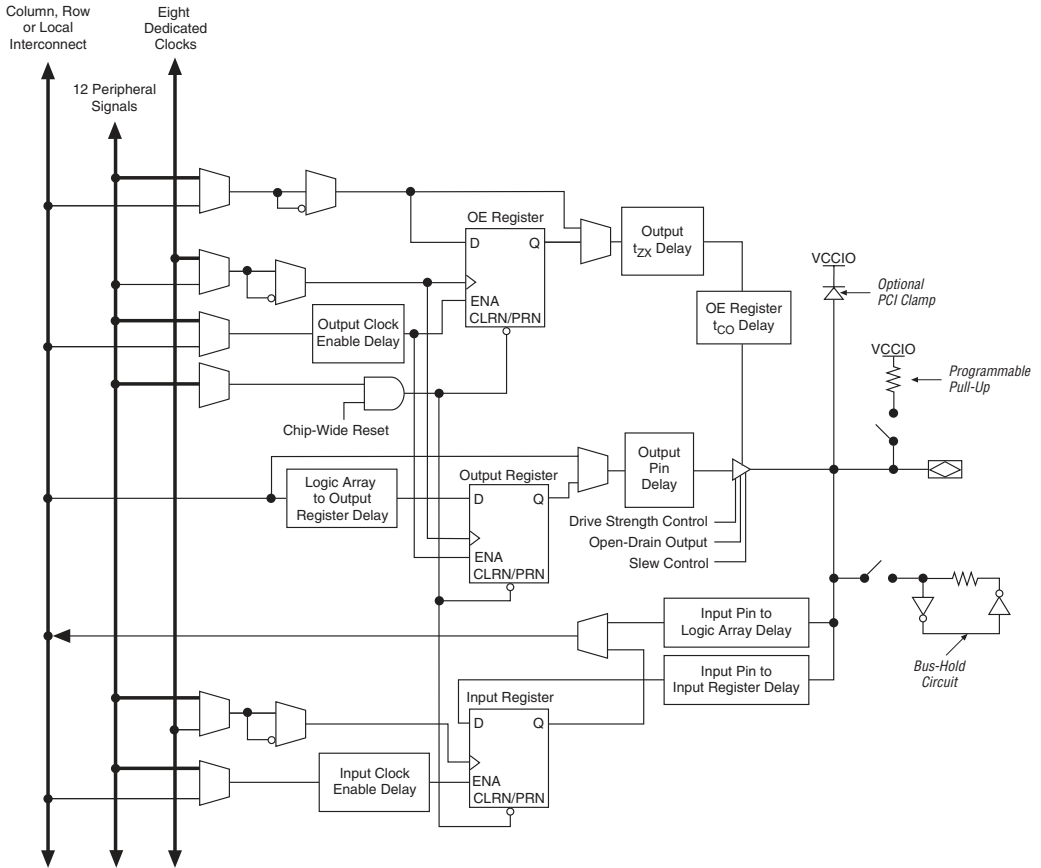 Column, Row
or Local
Interconnect
Eight
Dedicated
Clocks
12 Peripheral
Signals
OE Register
D
Q
ENA
CLRN/PRN
Output
tZX Delay
OE Register
tCO Delay
VCCIO
Optional
PCI Clamp
VCCIO
Programmable
Pull-Up
Output Clock
Enable Delay
Chip-Wide Reset
Logic Array
to Output
Register Delay
Output Register
D
Q
ENA
CLRN/PRN
Output
Pin
Delay
Drive Strength Control
Open-Drain Output
Slew Control
Input Pin to
Logic Array Delay
Input Pin to
Input Register Delay
Bus-Hold
Circuit
Input Register
D
Q
ENA
CLRN/PRN
Input Clock
Enable Delay